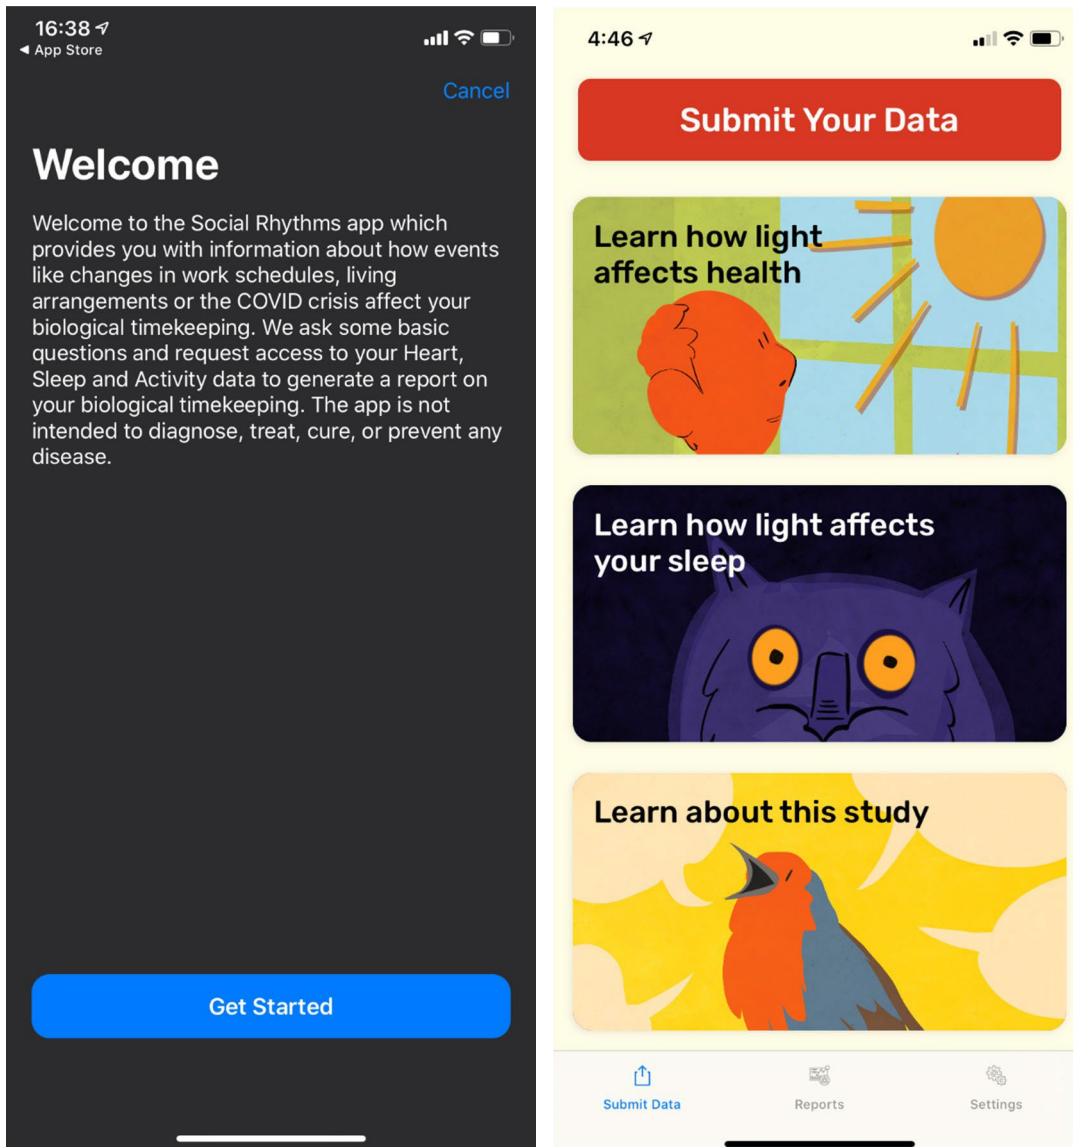 16:38
◀ App Store
Cancel
Welcome
Welcome to the Social Rhythms app which
provides you with information about how events
like changes in work schedules, living
arrangements or the COVID crisis affect your
biological timekeeping. We ask some basic
questions and request access to your Heart,
Sleep and Activity data to generate a report on
your biological timekeeping. The app is not
intended to diagnose, treat, cure, or prevent any
disease.
Get Started
4:46
Submit Your Data
Learn how light
affects health
Learn how light affects
your sleep
Learn about this study
Submit Data
Reports
Settings